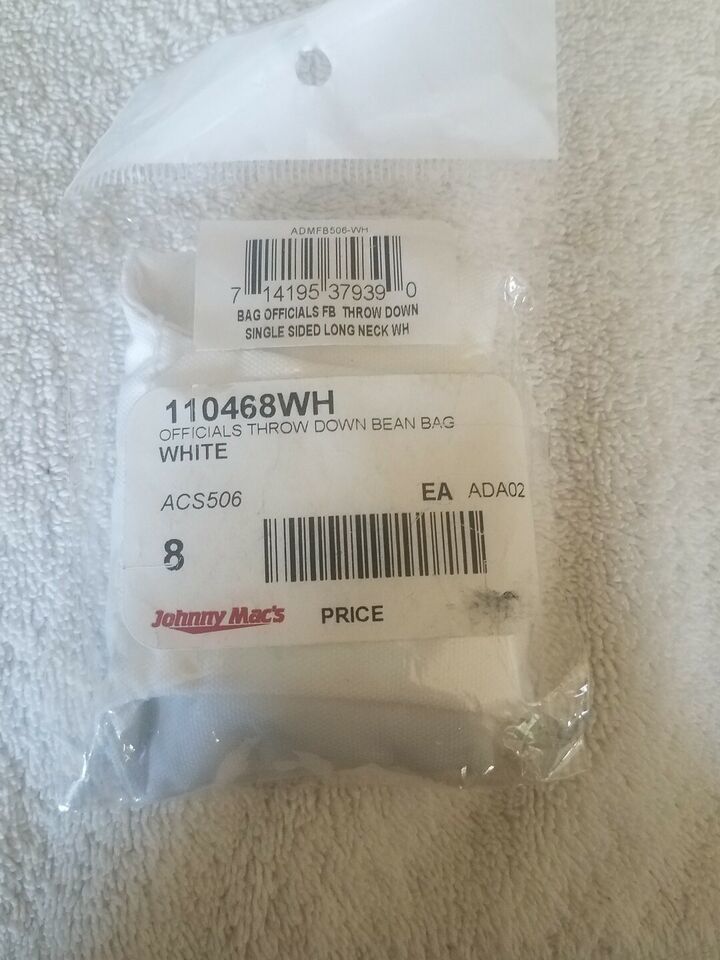 ADMFB506-WH
7 14195 37939 0
BAG OFFICIALS FB THROW DOWN
SINGLE SIDED LONG NECK WH
110468WH
OFFICIALS THROW DOWN BEAN BAG
WHITE
ACS506 EA ADA02
8
Johnny Mac's PRICE